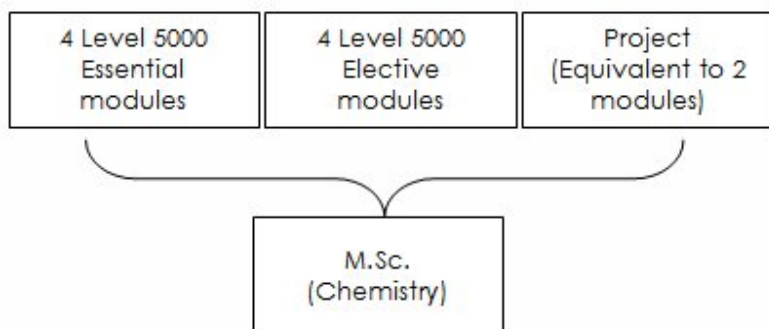 4 Level 5000
Essential
modules
4 Level 5000
Elective
modules
Project
(Equivalent to 2
modules)
M.Sc.
(Chemistry)